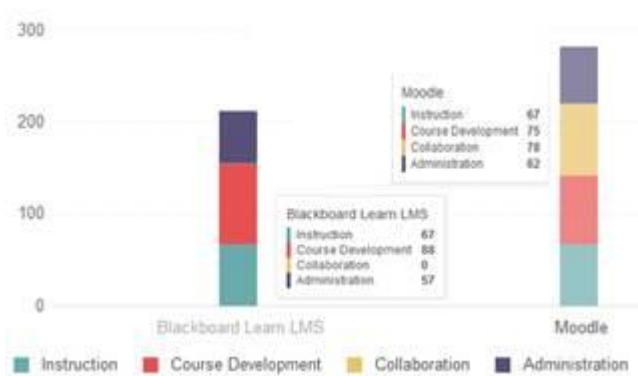 300
200
100
0
Moodle
Instruction 67
Course Development 75
Collaboration 78
Administration 62
Blackboard Learn LMS
Instruction 67
Course Development 88
Collaboration 0
Administration 57
Blackboard Learn LMS
Moodle
Instruction Course Development Collaboration Administration